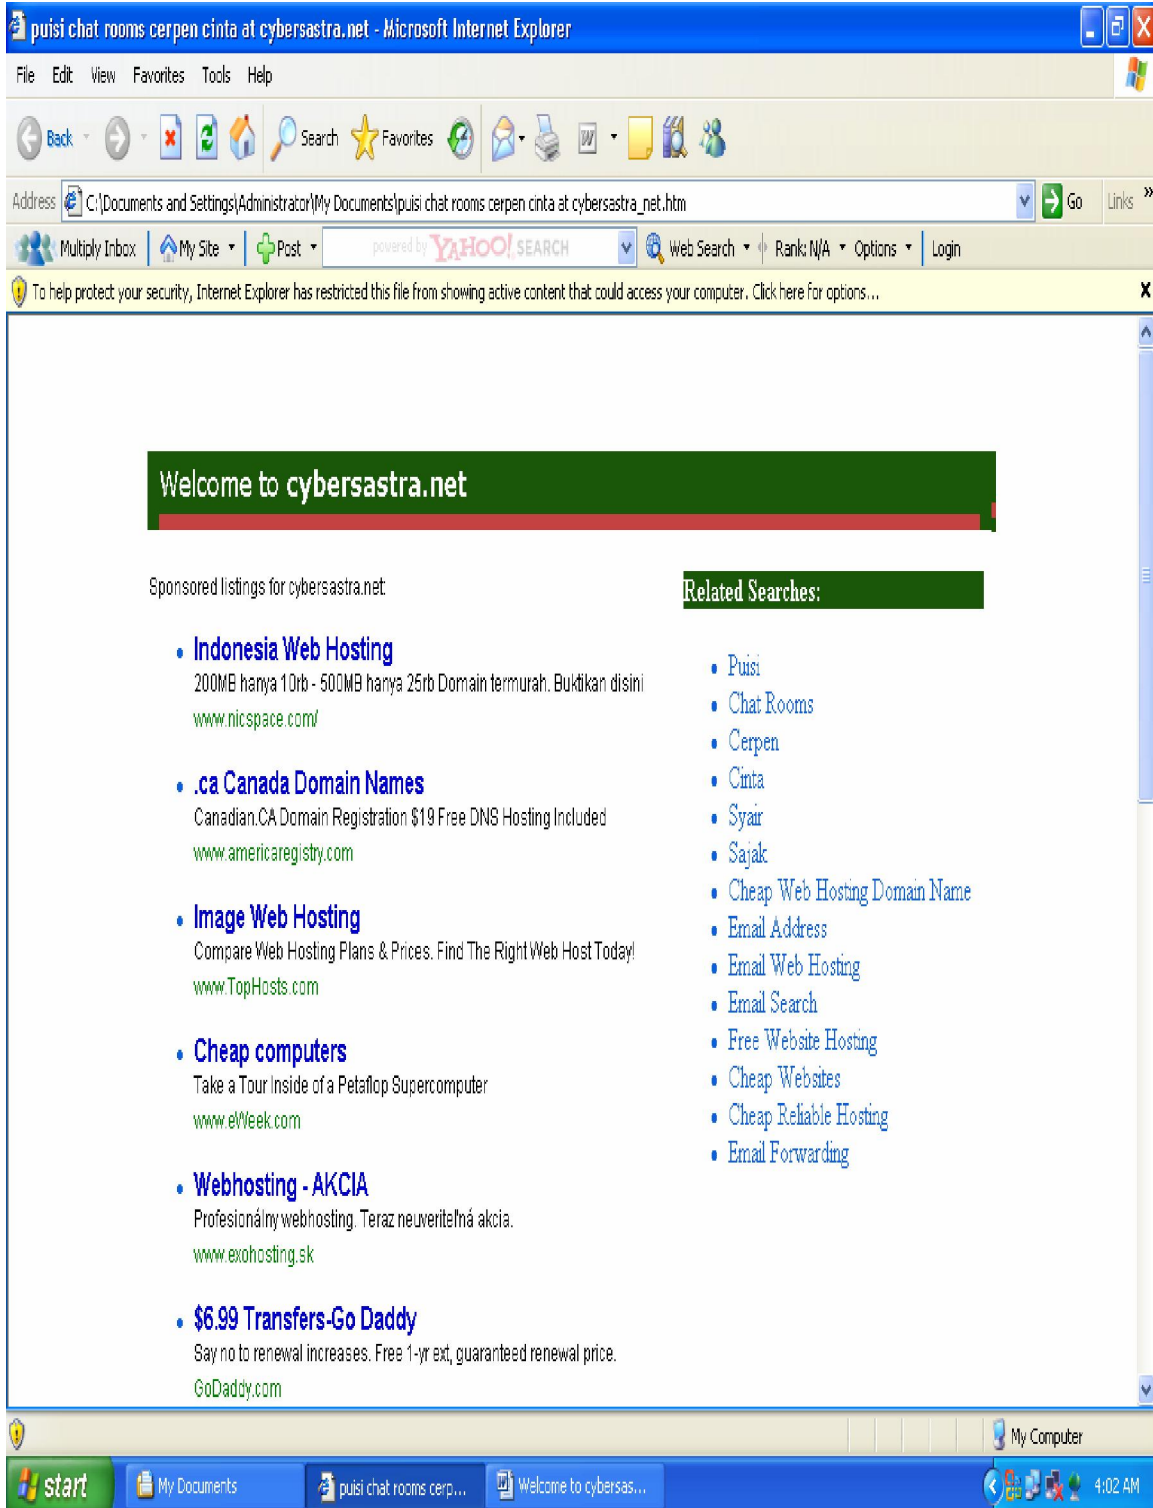 puisi chat rooms cerpen cinta at cybersastra.net - Microsoft Internet Explorer
File Edit View Favorites Tools Help
Back Search Favorites
Address C:\Documents and Settings\Administrator\My Documents\puisi chat rooms cerpen cinta at cybersastra_net.htm Go Links »
Multiply Inbox My Site Post powered by YAHOO! SEARCH Web Search Rank: N/A Options Login
To help protect your security, Internet Explorer has restricted this file from showing active content that could access your computer. Click here for options...
Welcome to cybersastra.net
Sponsored listings for cybersastra.net:
Indonesia Web Hosting
200MB hanya 10rb - 500MB hanya 25rb Domain termurah. Buktikan disini
www.nicspace.com/
.ca Canada Domain Names
Canadian.CA Domain Registration $19 Free DNS Hosting Included
www.americaregistry.com
Image Web Hosting
Compare Web Hosting Plans & Prices. Find The Right Web Host Today!
www.TopHosts.com
Cheap computers
Take a Tour Inside of a Petaflop Supercomputer
www.eWeek.com
Webhosting - AKCIA
Profesionálny webhosting. Teraz neuveriteľná akcia.
www.exohosting.sk
$6.99 Transfers-Go Daddy
Say no to renewal increases. Free 1-yr ext, guaranteed renewal price.
GoDaddy.com
Related Searches:
Puisi
Chat Rooms
Cerpen
Cinta
Syair
Sajak
Cheap Web Hosting Domain Name
Email Address
Email Web Hosting
Email Search
Free Website Hosting
Cheap Websites
Cheap Reliable Hosting
Email Forwarding
My Computer
start My Documents puisi chat rooms cerp... Welcome to cybersas... 4:02 AM